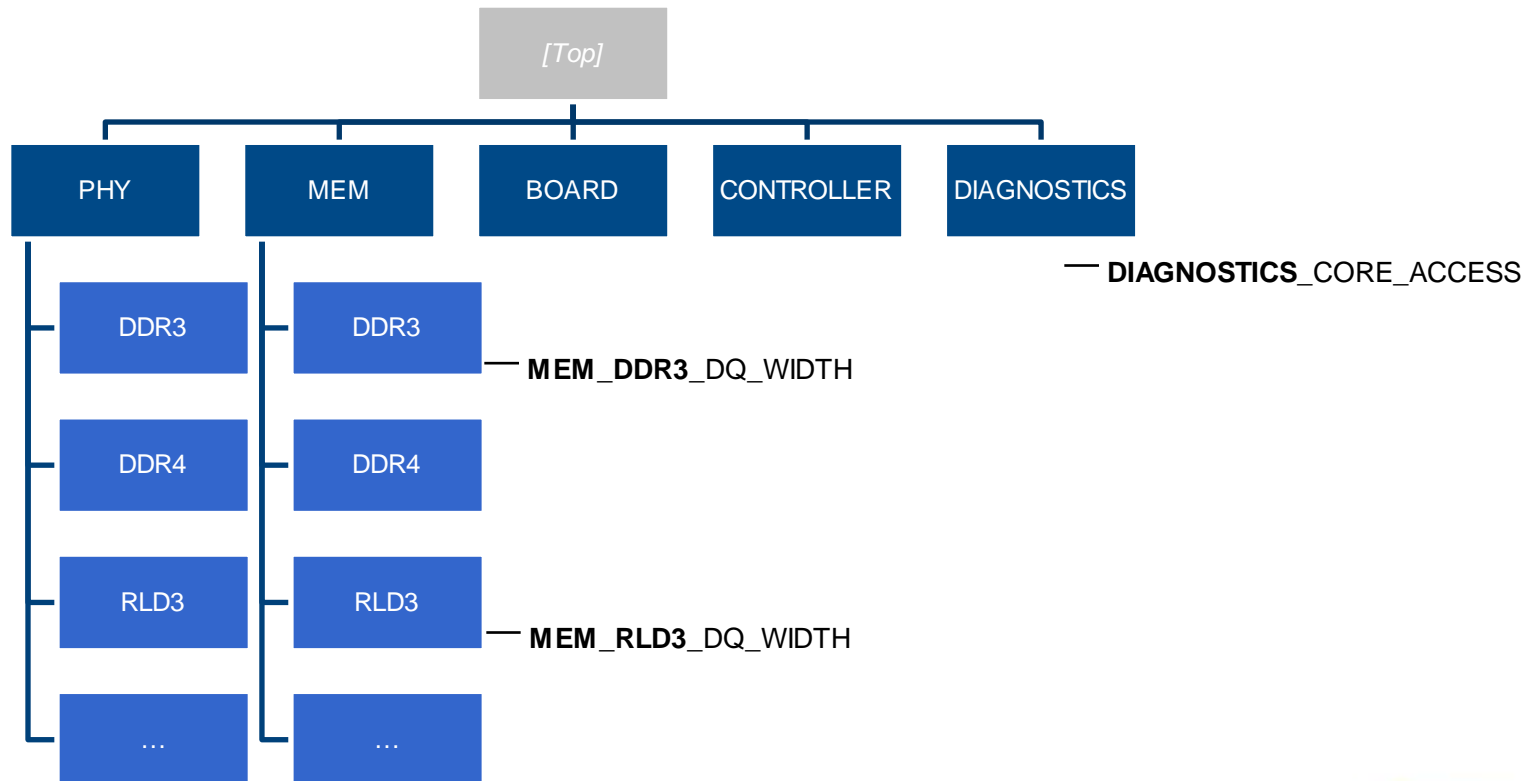 [Top]
PHY
MEM
BOARD
CONTROLLER
DIAGNOSTICS
DIAGNOSTICS_CORE_ACCESS
DDR3
DDR3
MEM_DDR3_DQ_WIDTH
DDR4
DDR4
RLD3
RLD3
MEM_RLD3_DQ_WIDTH
…
…